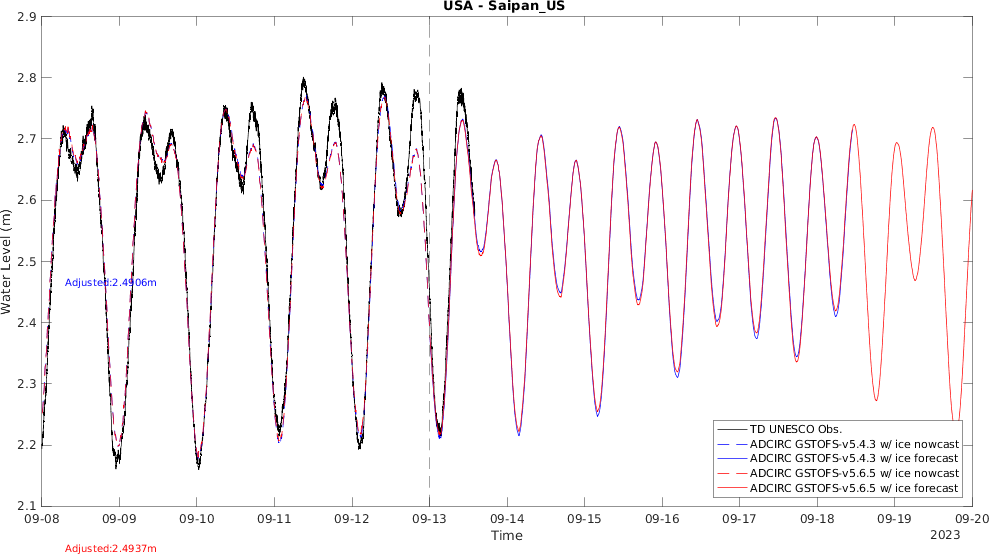 USA - Saipan_US
2.9
2.8
2.7
2.6
2.5
2.4
2.3
2.2
2.1
Water Level (m)
Adjusted:2.4906m
TD UNESCO Obs.
ADCIRC GSTOFS-v5.4.3 w/ ice nowcast
ADCIRC GSTOFS-v5.4.3 w/ ice forecast
ADCIRC GSTOFS-v5.6.5 w/ ice nowcast
ADCIRC GSTOFS-v5.6.5 w/ ice forecast
09-08 09-09 09-10 09-11 09-12 09-13 09-14 09-15 09-16 09-17 09-18 09-19 09-20
Time 2023
Adjusted:2.4937m